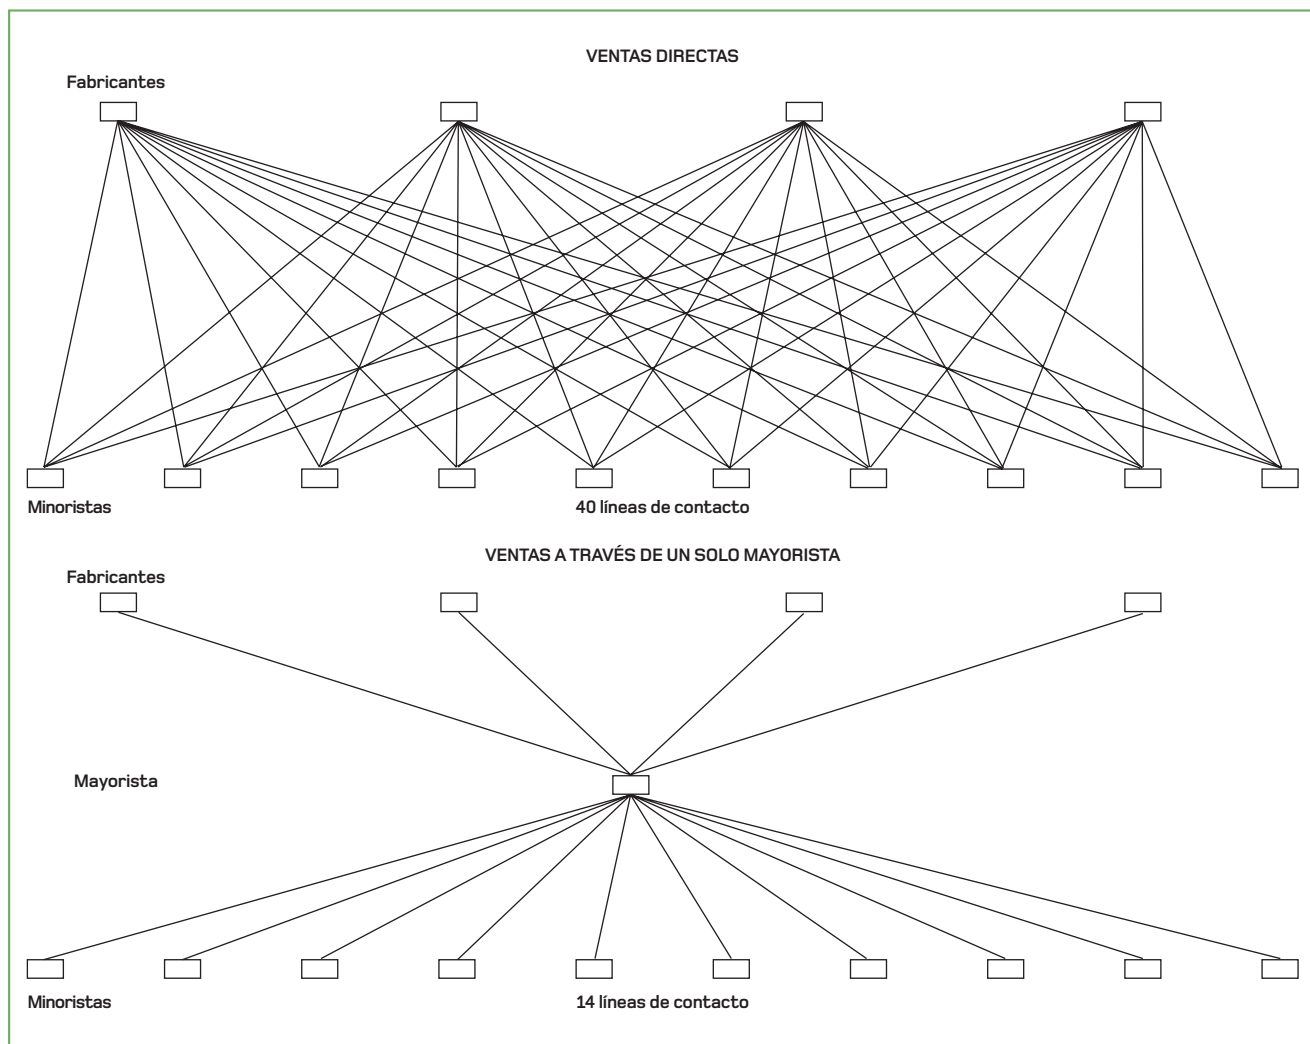 VENTAS DIRECTAS
Fabricantes
Minoristas
40 líneas de contacto
VENTAS A TRAVÉS DE UN SOLO MAYORISTA
Fabricantes
Mayorista
Minoristas
14 líneas de contacto